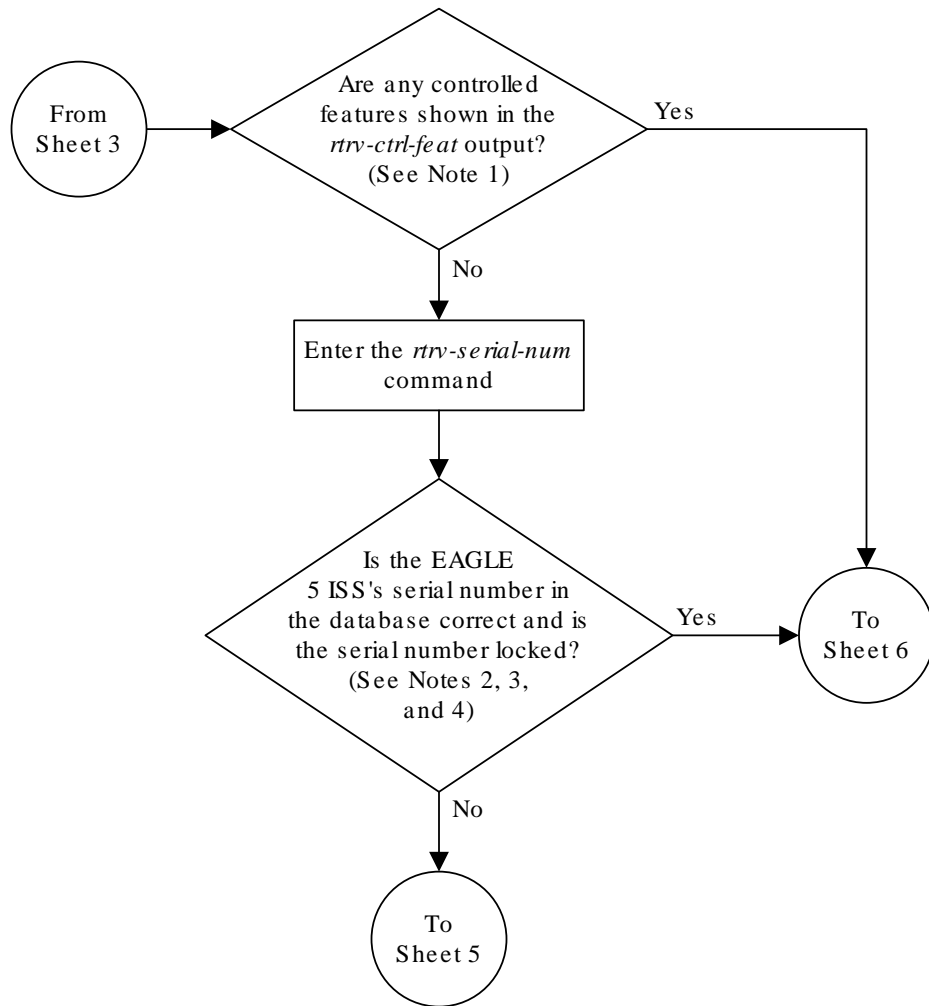 From
Sheet 3
Are any controlled
features shown in the
rtrv-ctrl-feat output?
(See Note 1)
Yes
No
Enter the rtrv-serial-num
command
Is the EAGLE
5 ISS's serial number in
the database correct and is
the serial number locked?
(See Notes 2, 3,
and 4)
Yes
To
Sheet 6
No
To
Sheet 5